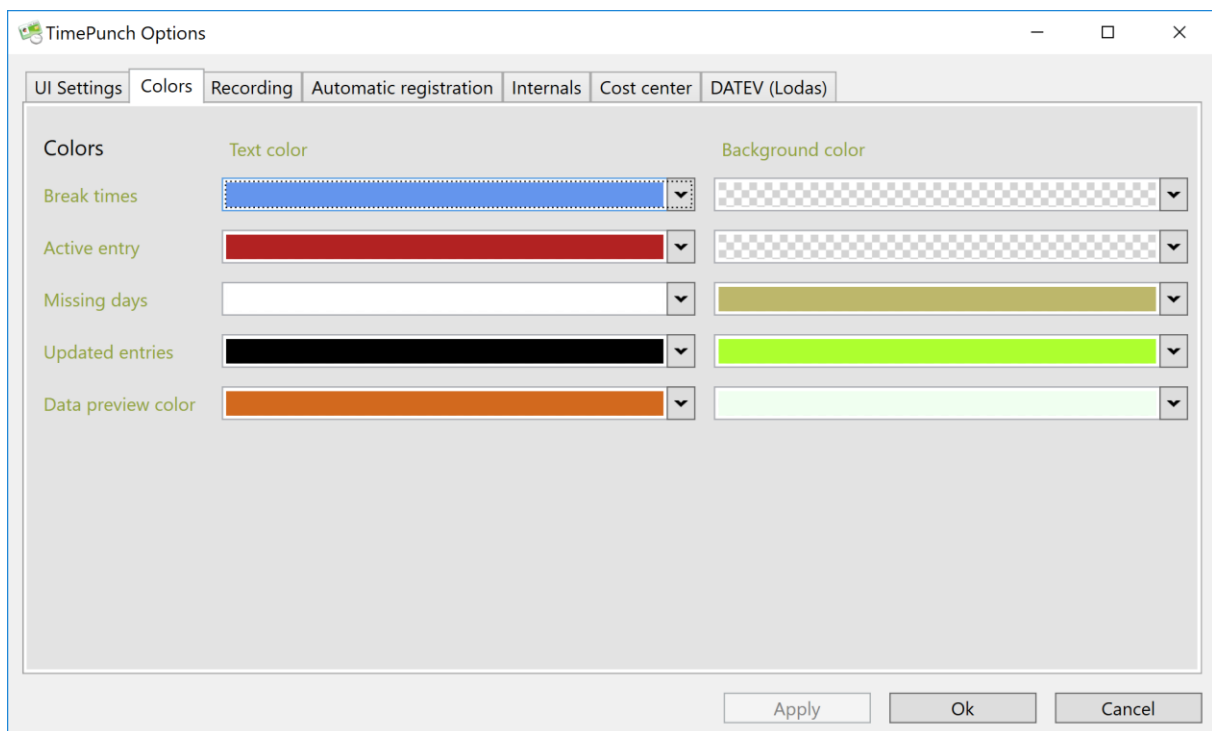 TimePunch Options
UI Settings Colors Recording Automatic registration Internals Cost center DATEV (Lodas)
Colors Text color Background color
Break times
Active entry
Missing days
Updated entries
Data preview color
Apply Ok Cancel